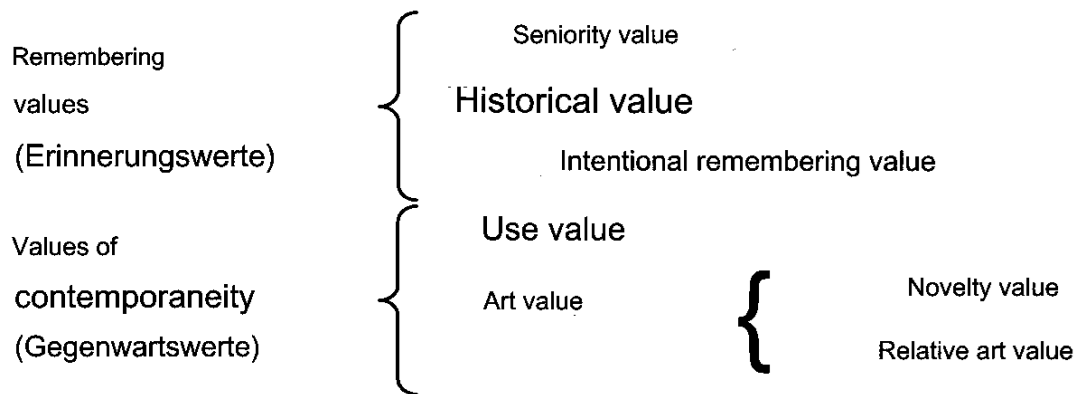 Remembering
values
(Erinnerungswerte)
Seniority value
Historical value
Intentional remembering value
Values of
contemporaneity
(Gegenwartswerte)
Use value
Art value
Novelty value
Relative art value